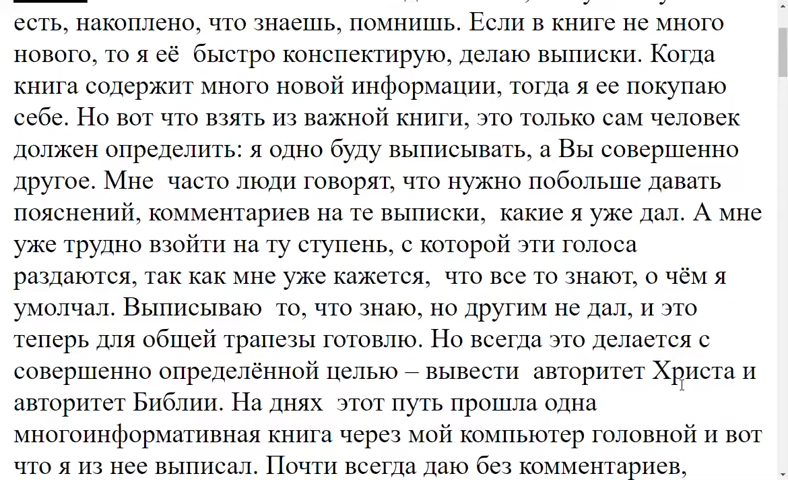 есть, накоплено, что знаешь, помнишь. Если в книге не много
нового, то я её быстро конспектирую, делаю выписки. Когда
книга содержит много новой информации, тогда я ее покупаю
себе. Но вот что взять из важной книги, это только сам человек
должен определить: я одно буду выписывать, а Вы совершенно
другое. Мне часто люди говорят, что нужно побольше давать
пояснений, комментариев на те выписки, какие я уже дал. А мне
уже трудно взойти на ту ступень, с которой эти голоса
раздаются, так как мне уже кажется, что все то знают, о чём я
умолчал. Выписываю то, что знаю, но другим не дал, и это
теперь для общей трапезы готовлю. Но всегда это делается с
совершенно определённой целью – вывести авторитет Христа и
авторитет Библии. На днях этот путь прошла одна
многоинформативная книга через мой компьютер головной и вот
что я из нее выписал. Почти всегда даю без комментариев,